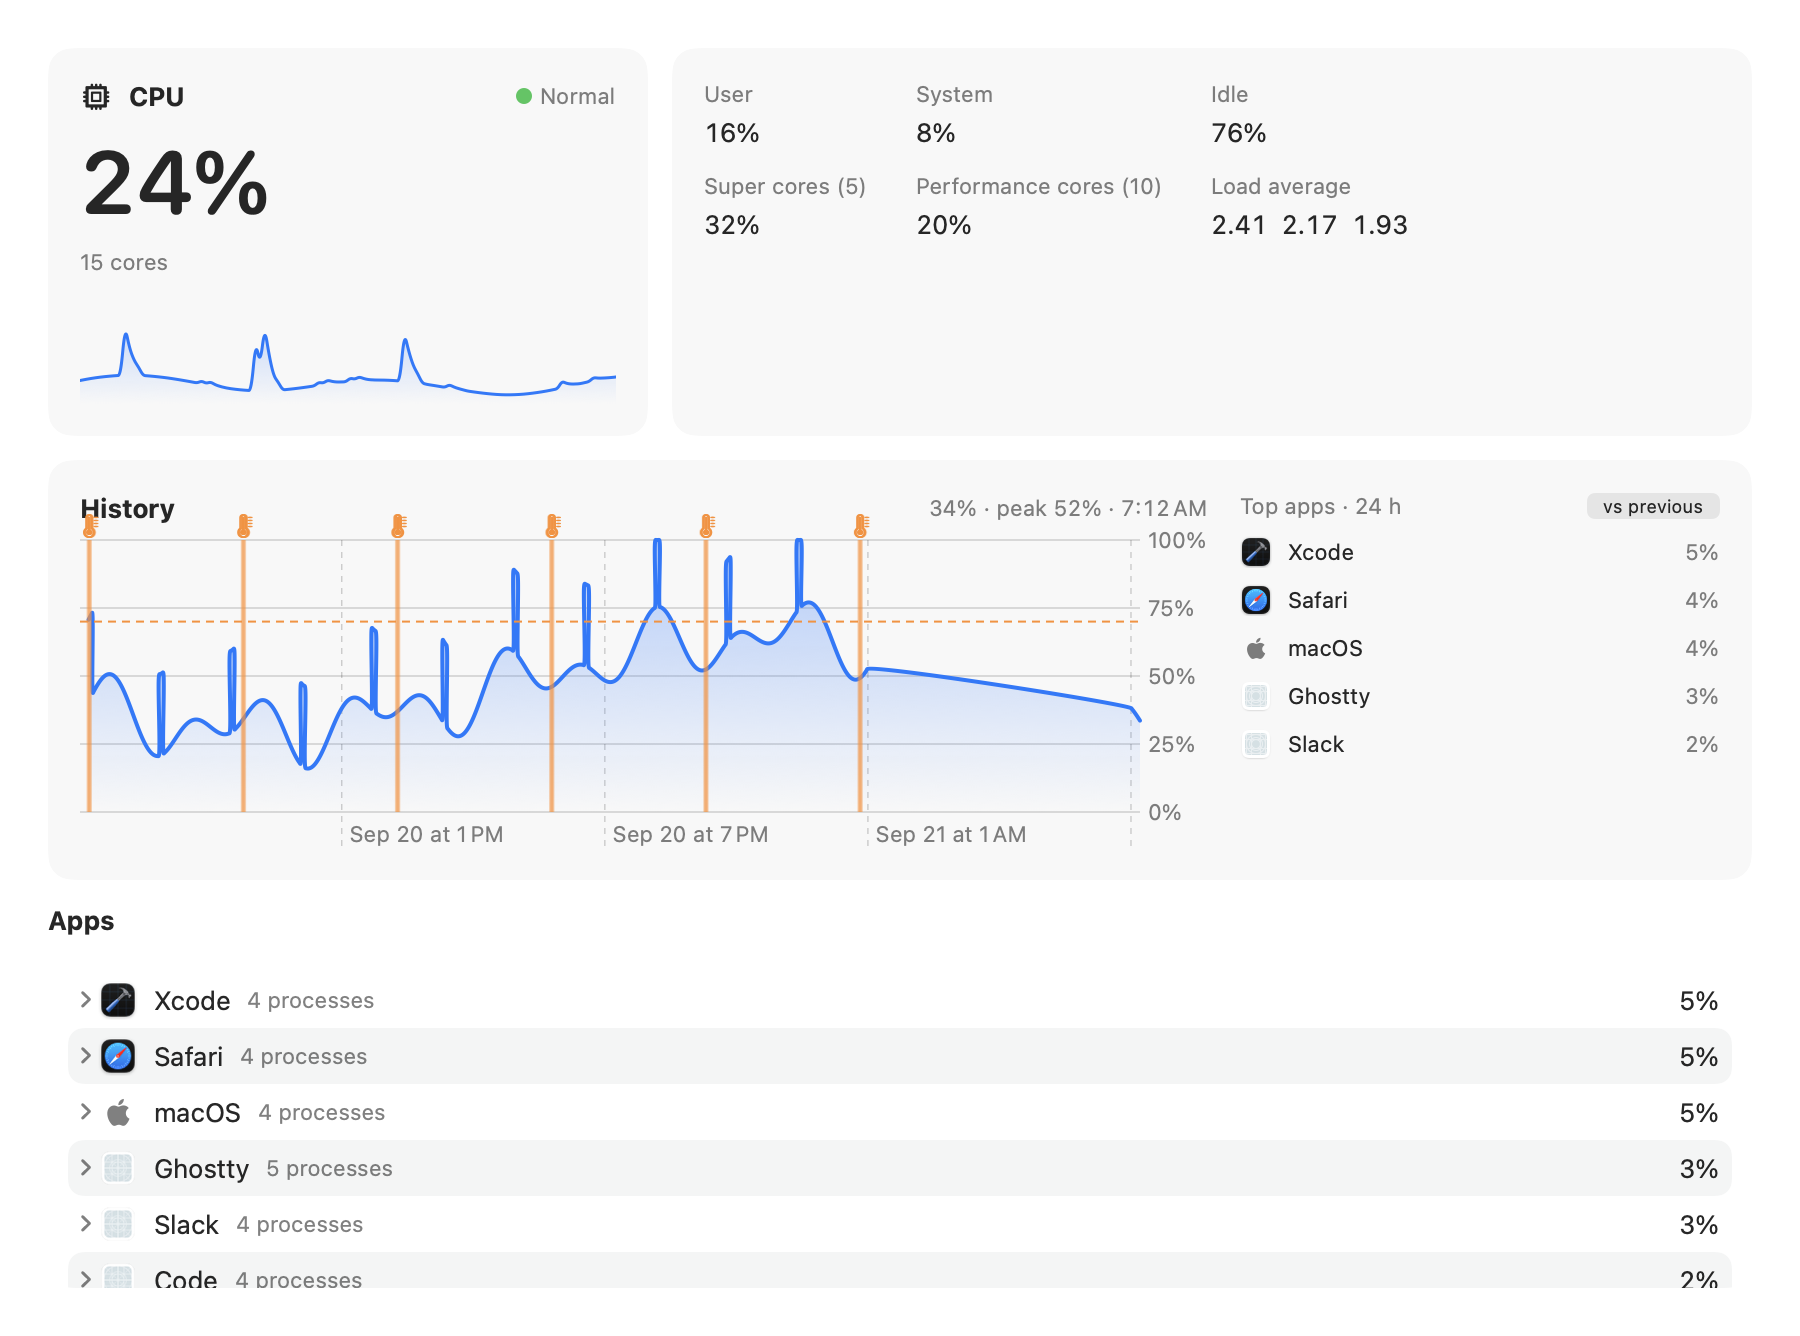 CPU
Normal
24%
15 cores
User
16%
System
8%
Idle
76%
Super cores (5)
32%
Performance cores (10)
20%
Load average
2.41 2.17 1.93
History
34% · peak 52% · 7:12 AM
100%
75%
50%
25%
0%
Sep 20 at 1 PM
Sep 20 at 7 PM
Sep 21 at 1 AM
Top apps · 24 h
vs previous
Xcode 5%
Safari 4%
macOS 4%
Ghostty 3%
Slack 2%
Apps
Xcode 4 processes 5%
Safari 4 processes 5%
macOS 4 processes 5%
Ghostty 5 processes 3%
Slack 4 processes 3%
Code 4 processes 2%